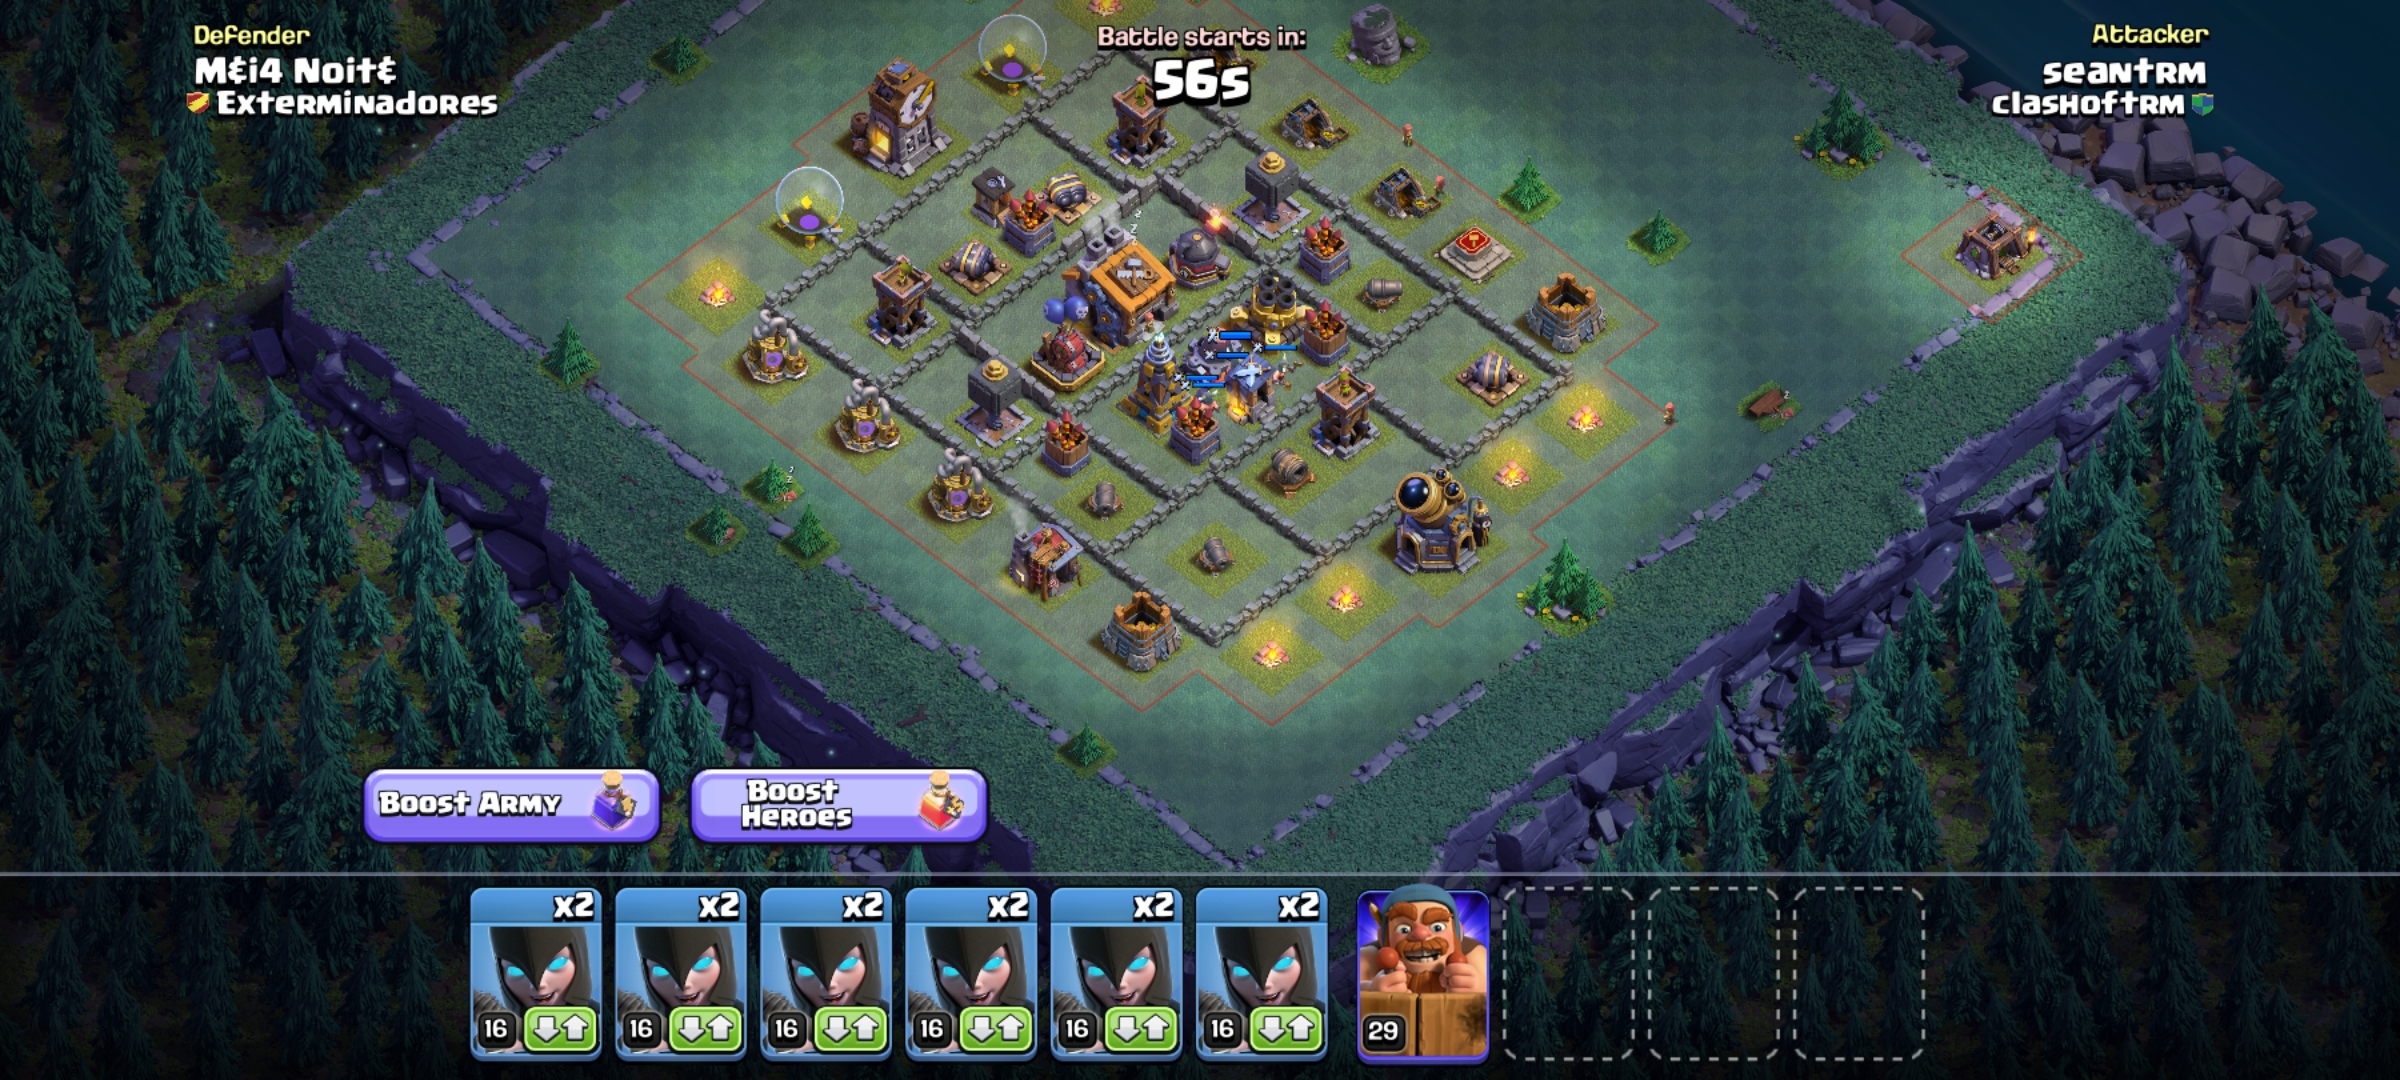 Defender
M€i4 Noit€
Exterminadores
Battle starts in:
56s
Attacker
seantRM
clashoftRM
Boost Army
Boost
Heroes
x2
x2
x2
x2
x2
x2
16
16
16
16
16
16
29